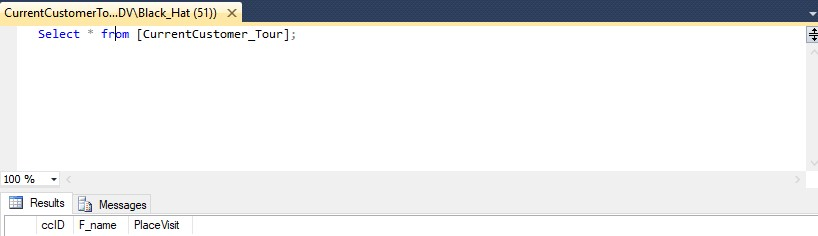 CurrentCustomerTo...DV\Black_Hat (51))
Select * from [CurrentCustomer_Tour];
100 %
Results Messages
ccID F_name PlaceVisit